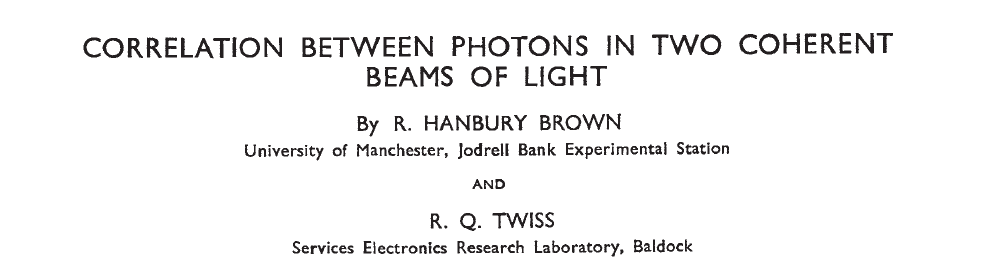 CORRELATION BETWEEN PHOTONS IN TWO COHERENT
BEAMS OF LIGHT
By R. HANBURY BROWN
University of Manchester, Jodrell Bank Experimental Station
AND
R. Q. TWISS
Services Electronics Research Laboratory, Baldock